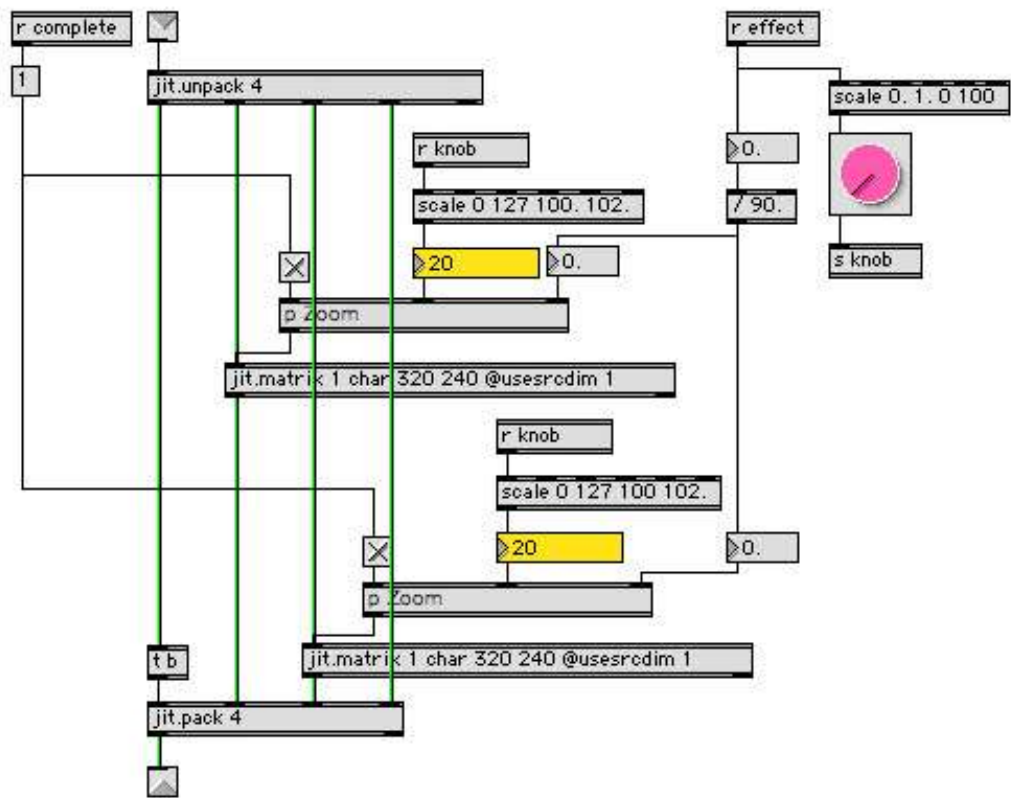 r complete
r effect
1
jit.unpack 4
scale 0. 1. 0 100
r knob
0.
scale 0 127 100. 102.
/ 90.
20
0.
s knob
p Zoom
jit.matrix 1 char 320 240 @usesrcdim 1
r knob
scale 0 127 100 102.
20
0.
p Zoom
t b
jit.matrix 1 char 320 240 @usesrcdim 1
jit.pack 4